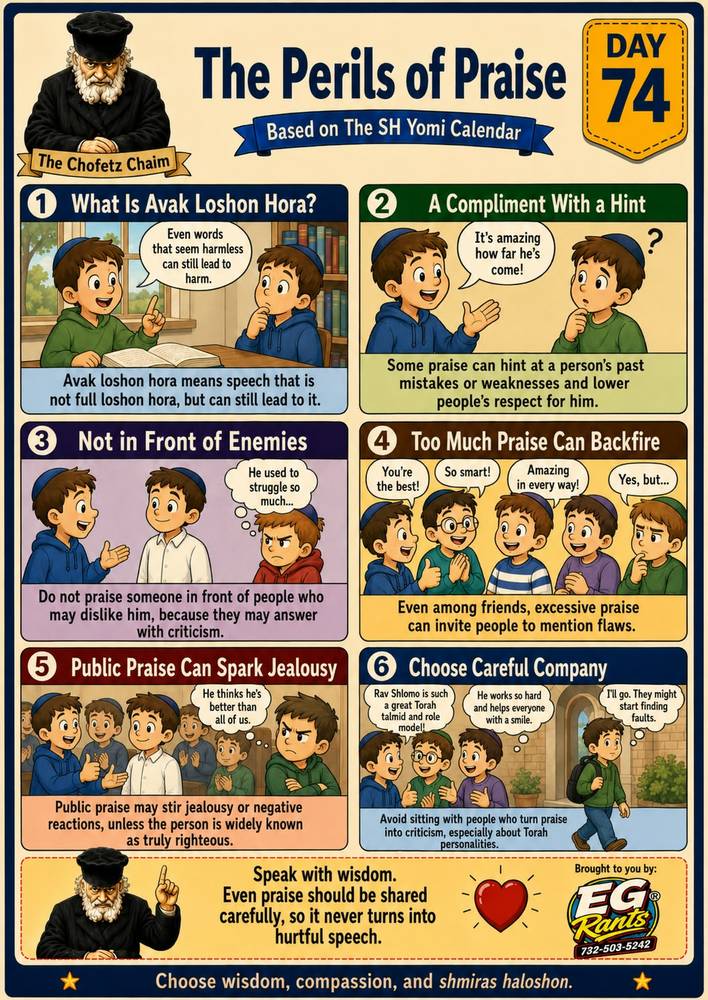 The Perils of Praise
Based on The SH Yomi Calendar
DAY
74
The Chofetz Chaim
1 What Is Avak Loshon Hora?
Even words
that seem harmless
can still lead to
harm.
Avak loshon hora means speech that is
not full loshon hora, but can still lead to it.
2 A Compliment With a Hint
It's amazing
how far he's
come!
?
Some praise can hint at a person's past
mistakes or weaknesses and lower
people's respect for him.
3 Not in Front of Enemies
He used to
struggle so
much...
Do not praise someone in front of people who
may dislike him, because they may answer
with criticism.
4 Too Much Praise Can Backfire
You're
the best!
So smart!
Amazing
in every way!
Yes, but...
Even among friends, excessive praise
can invite people to mention flaws.
5 Public Praise Can Spark Jealousy
He thinks he's
better than
all of us.
Public praise may stir jealousy or negative
reactions, unless the person is widely known
as truly righteous.
6 Choose Careful Company
Rav Shlomo is such
a great Torah
talmid and role
model!
He works so hard
and helps everyone
with a smile.
I'll go. They might
start finding
faults.
Avoid sitting with people who turn praise
into criticism, especially about Torah
personalities.
Speak with wisdom.
Even praise should be shared
carefully, so it never turns into
hurtful speech.
Brought to you by:
EG®
Rants
732-503-5242
Choose wisdom, compassion, and shmiras haloshon.